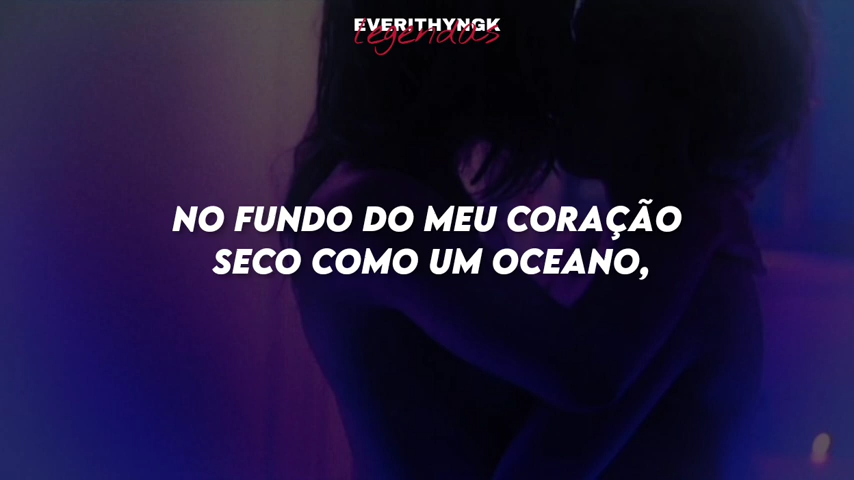 EVERITHYNGK
legendas
NO FUNDO DO MEU CORAÇÃO
SECO COMO UM OCEANO,